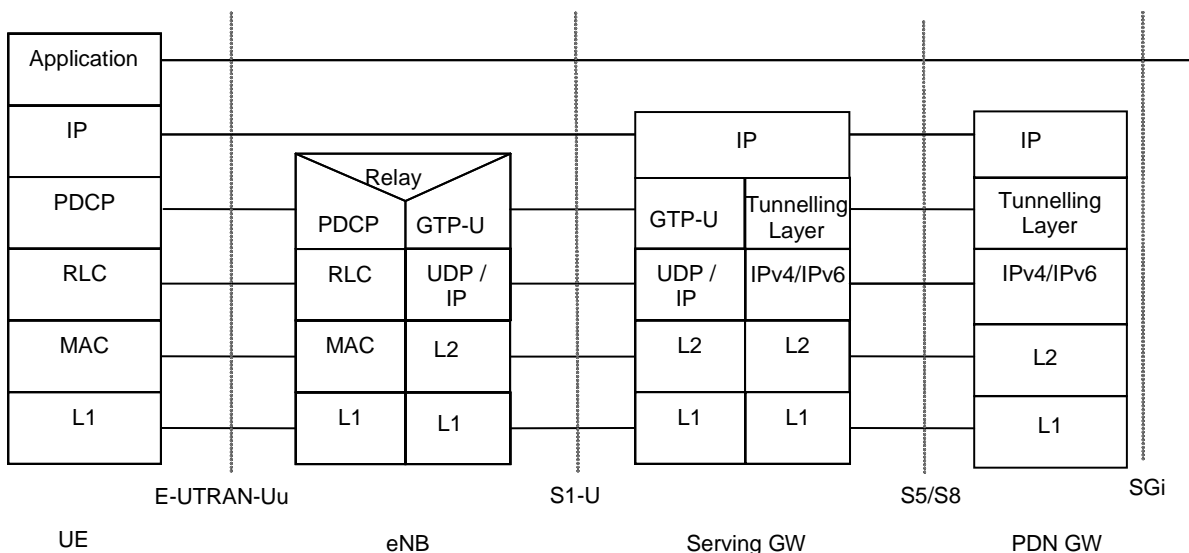 Application
IP
IP
IP
Relay
PDCP
PDCP
GTP-U
GTP-U
Tunnelling
Layer
Tunnelling
Layer
RLC
RLC
UDP /
IP
UDP /
IP
IPv4/IPv6
IPv4/IPv6
MAC
MAC
L2
L2
L2
L2
L1
L1
L1
L1
L1
L1
E-UTRAN-Uu
S1-U
S5/S8
SGi
UE
eNB
Serving GW
PDN GW